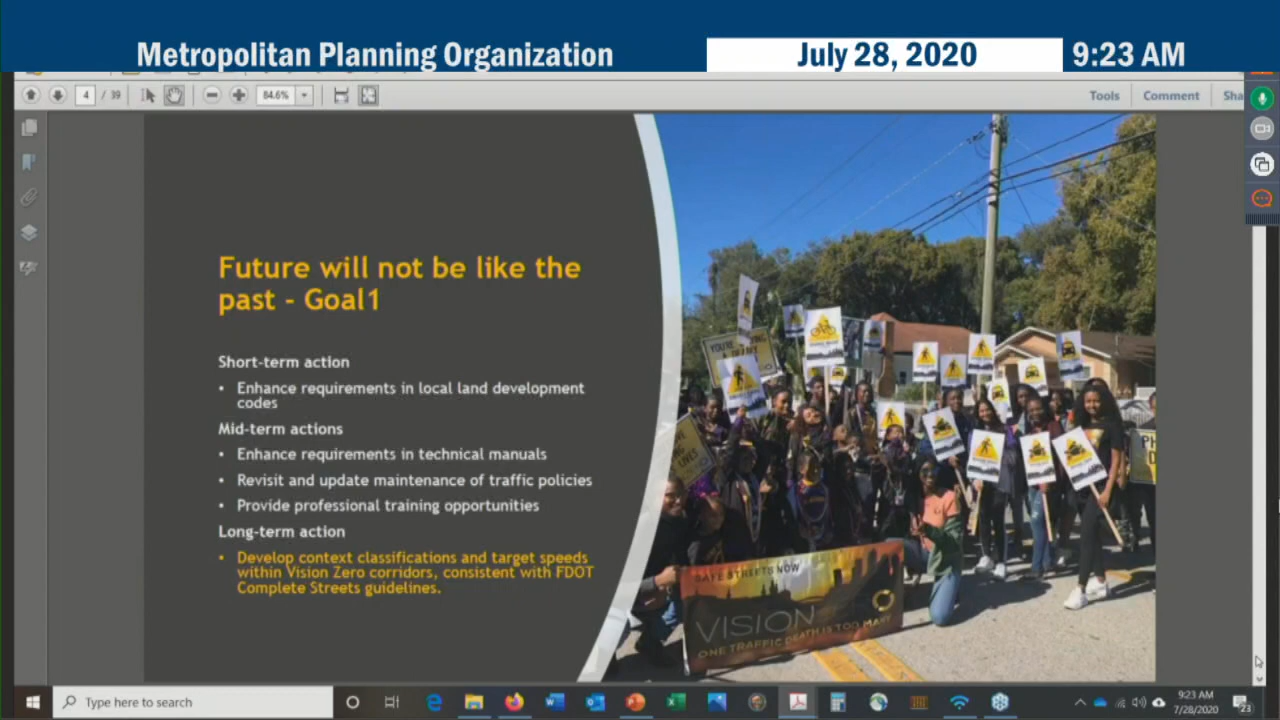 Metropolitan Planning Organization
July 28, 2020
9:23 AM
4 / 39
84.6%
Tools
Comment
Sha
Future will not be like the
past - Goal1
Short-term action
• Enhance requirements in local land development
codes
Mid-term actions
• Enhance requirements in technical manuals
• Revisit and update maintenance of traffic policies
• Provide professional training opportunities
Long-term action
• Develop context classifications and target speeds
within Vision Zero corridors, consistent with FDOT
Complete Streets guidelines.
SAFE STREETS NOW
VISION
ONE TRAFFIC DEATH IS TOO MANY
Type here to search
9:23 AM
7/28/2020
23